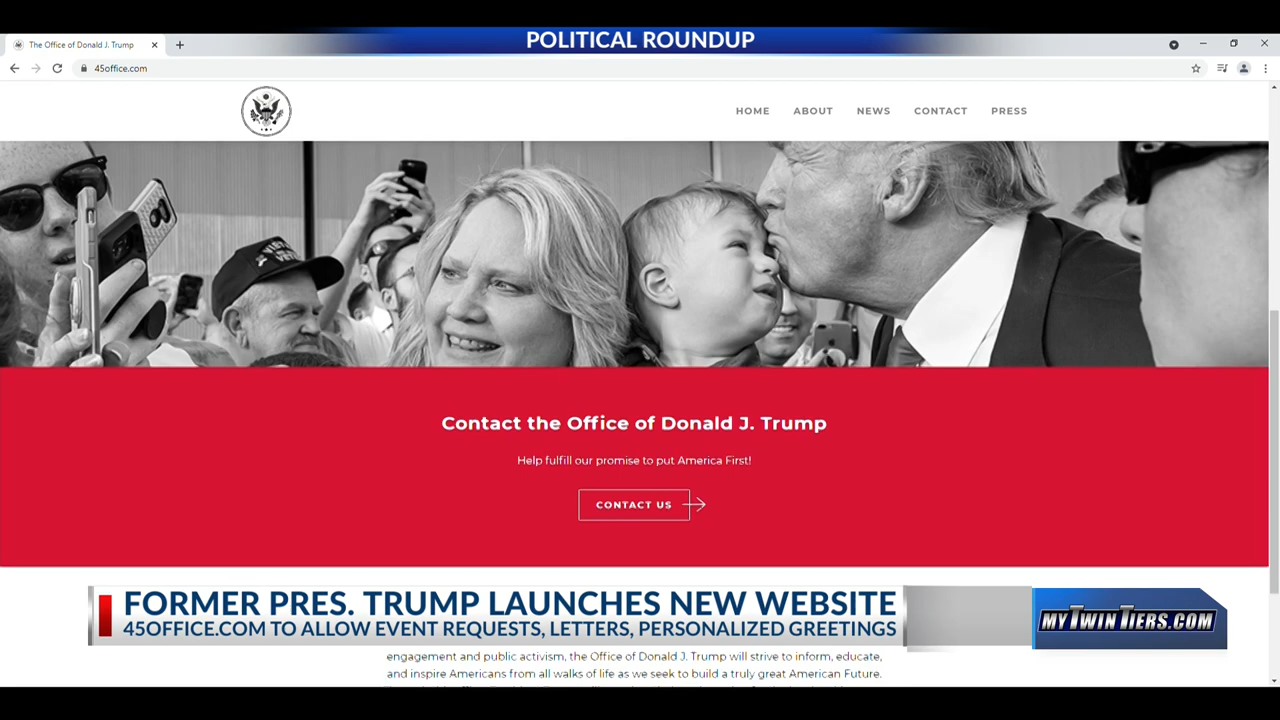 POLITICAL ROUNDUP
The Office of Donald J. Trump
45office.com
HOME ABOUT NEWS CONTACT PRESS
Contact the Office of Donald J. Trump
Help fulfill our promise to put America First!
CONTACT US
FORMER PRES. TRUMP LAUNCHES NEW WEBSITE
45OFFICE.COM TO ALLOW EVENT REQUESTS, LETTERS, PERSONALIZED GREETINGS
MYTWINTIERS.COM
engagement and public activism, the Office of Donald J. Trump will strive to inform, educate,
and inspire Americans from all walks of life as we seek to build a truly great American Future.